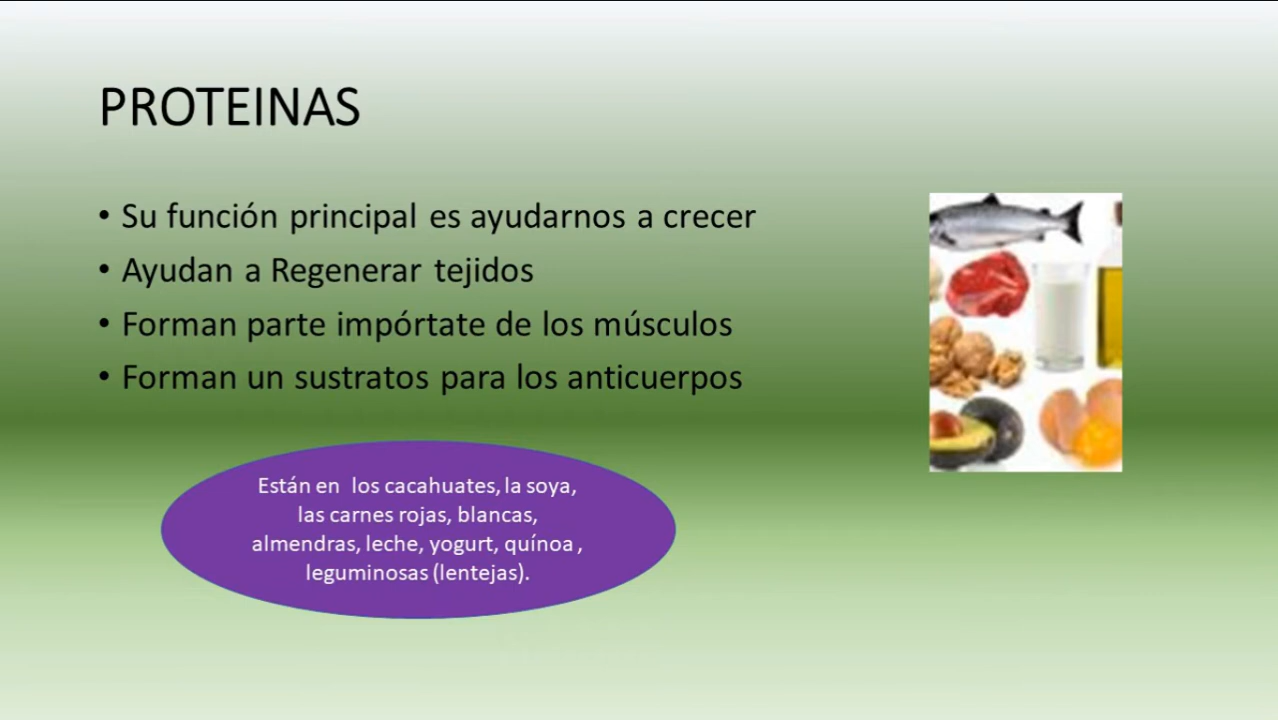 PROTEINAS
• Su función principal es ayudarnos a crecer
• Ayudan a Regenerar tejidos
• Forman parte impórtate de los músculos
• Forman un sustratos para los anticuerpos
Están en los cacahuates, la soya,
las carnes rojas, blancas,
almendras, leche, yogurt, quínoa ,
leguminosas (lentejas).